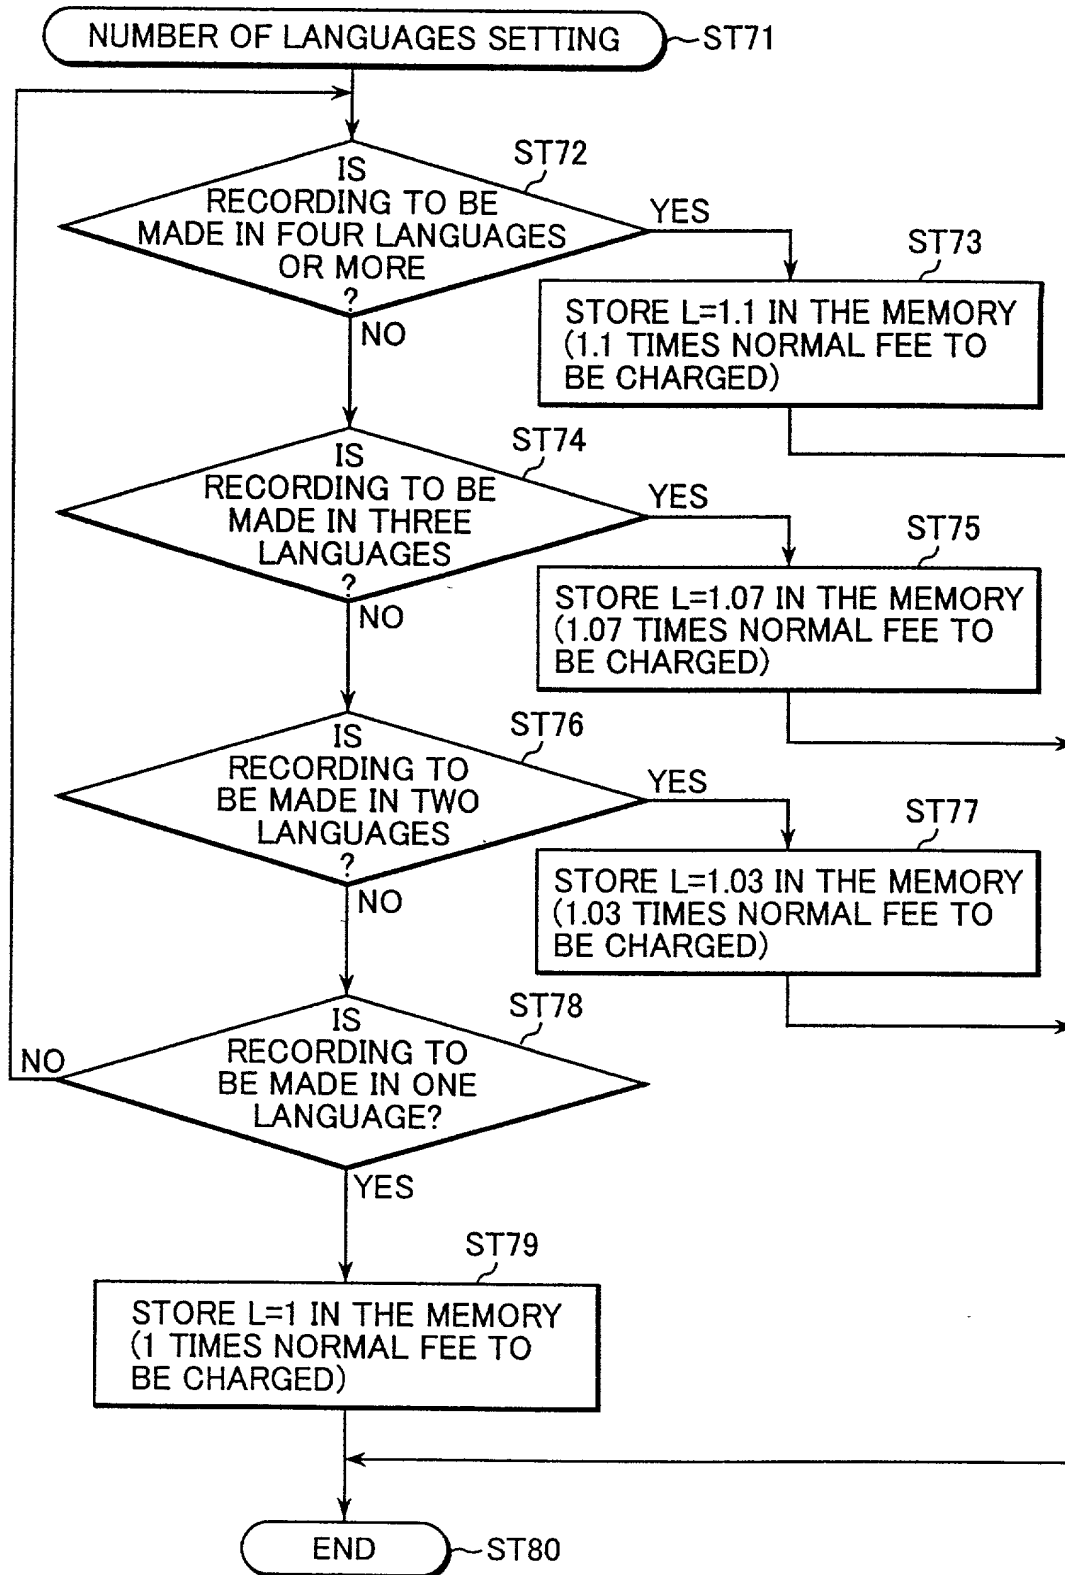 NUMBER OF LANGUAGES SETTING
ST71
ST72
IS
RECORDING TO BE
MADE IN FOUR LANGUAGES
OR MORE
?
YES
NO
ST73
STORE L=1.1 IN THE MEMORY
(1.1 TIMES NORMAL FEE TO
BE CHARGED)
ST74
IS
RECORDING TO BE
MADE IN THREE
LANGUAGES
?
YES
NO
ST75
STORE L=1.07 IN THE MEMORY
(1.07 TIMES NORMAL FEE TO
BE CHARGED)
ST76
IS
RECORDING TO
BE MADE IN TWO
LANGUAGES
?
YES
NO
ST77
STORE L=1.03 IN THE MEMORY
(1.03 TIMES NORMAL FEE TO
BE CHARGED)
ST78
IS
RECORDING TO
BE MADE IN ONE
LANGUAGE?
NO
YES
ST79
STORE L=1 IN THE MEMORY
(1 TIMES NORMAL FEE TO
BE CHARGED)
END
ST80